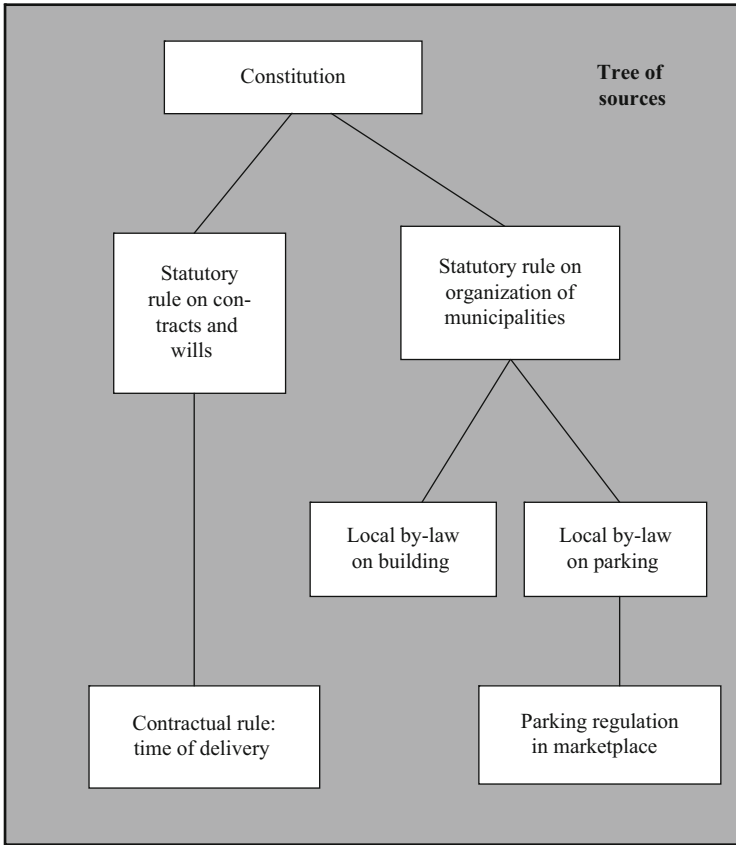 Constitution
Tree of
sources
Statutory
rule on con-
tracts and
wills
Statutory rule on
organization of
municipalities
Local by-law
on building
Local by-law
on parking
Contractual rule:
time of delivery
Parking regulation
in marketplace